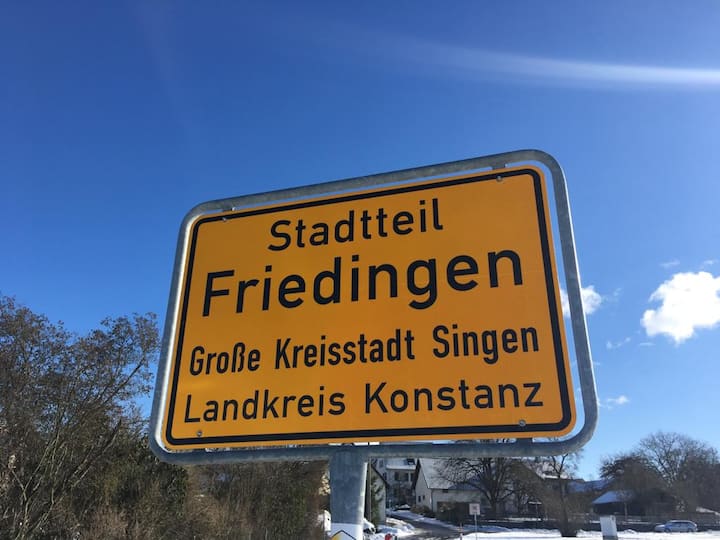 Stadtteil
Friedingen
Große Kreisstadt Singen
Landkreis Konstanz